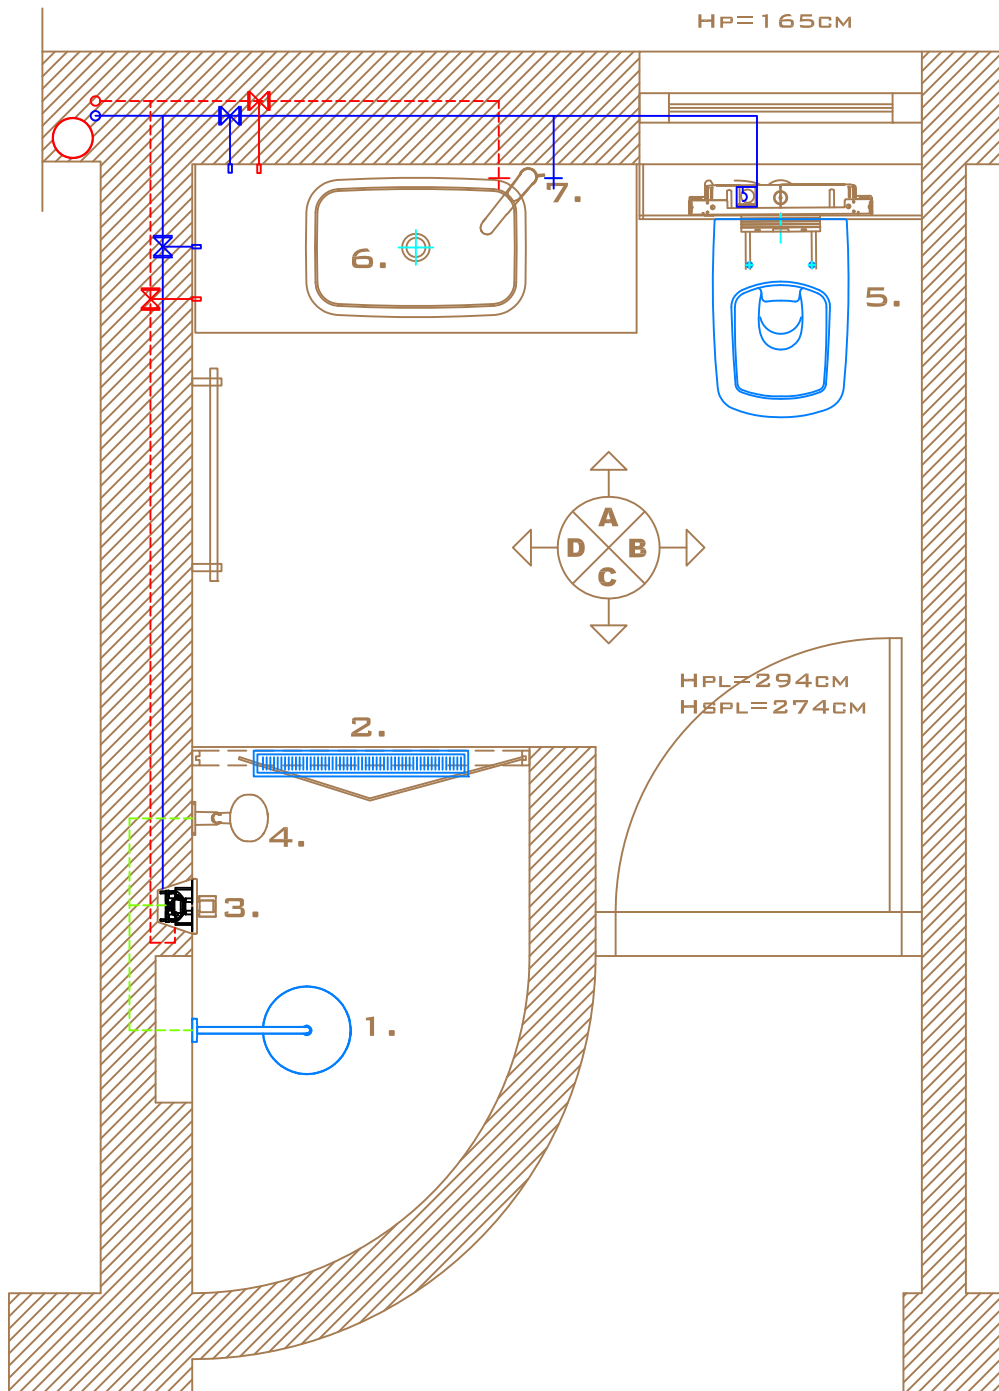 HP=165CM
7.
6.
5.
A
D B
C
HPL=294CM
HSPL=274CM
2.
4.
3.
1.